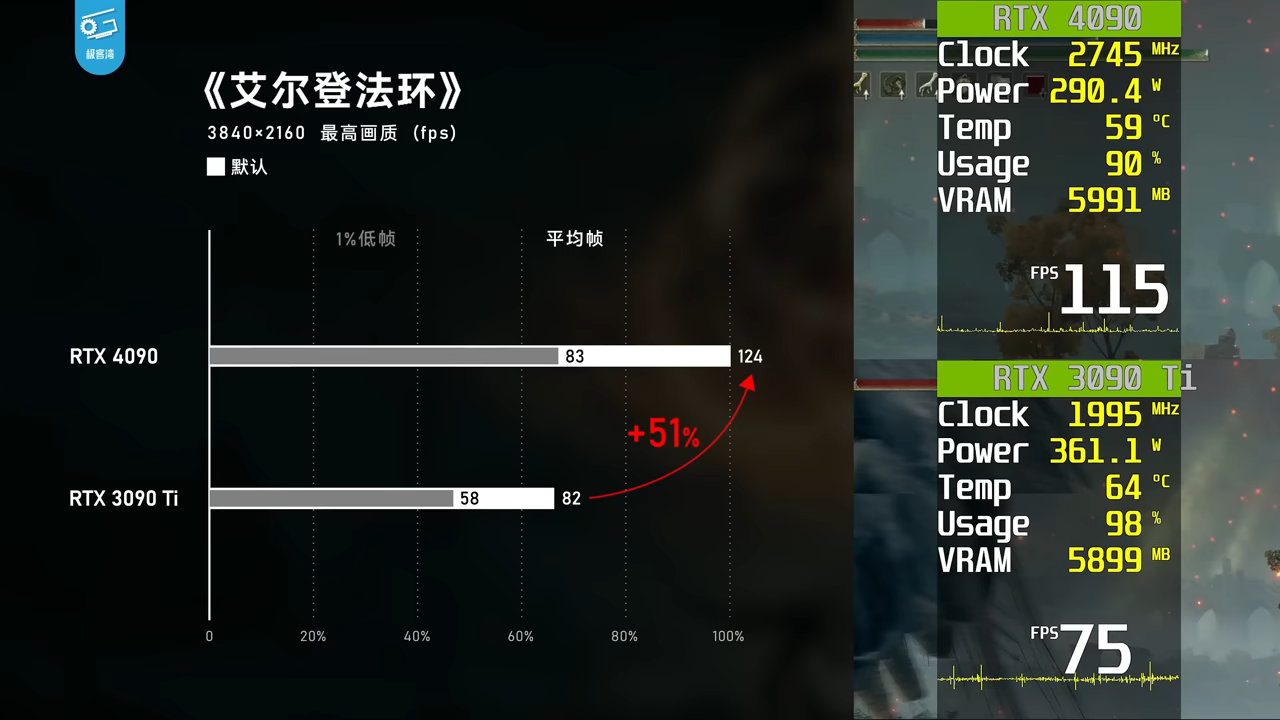 极客湾
《艾尔登法环》
3840×2160 最高画质 (fps)
默认
1%低帧 平均帧
RTX 4090 83 124
+51%
RTX 3090 Ti 58 82
0 20% 40% 60% 80% 100%
RTX 4090
Clock 2745 MHz
Power 290.4 W
Temp 59 °C
Usage 90 %
VRAM 5991 MB
FPS 115
RTX 3090 Ti
Clock 1995 MHz
Power 361.1 W
Temp 64 °C
Usage 98 %
VRAM 5899 MB
FPS 75